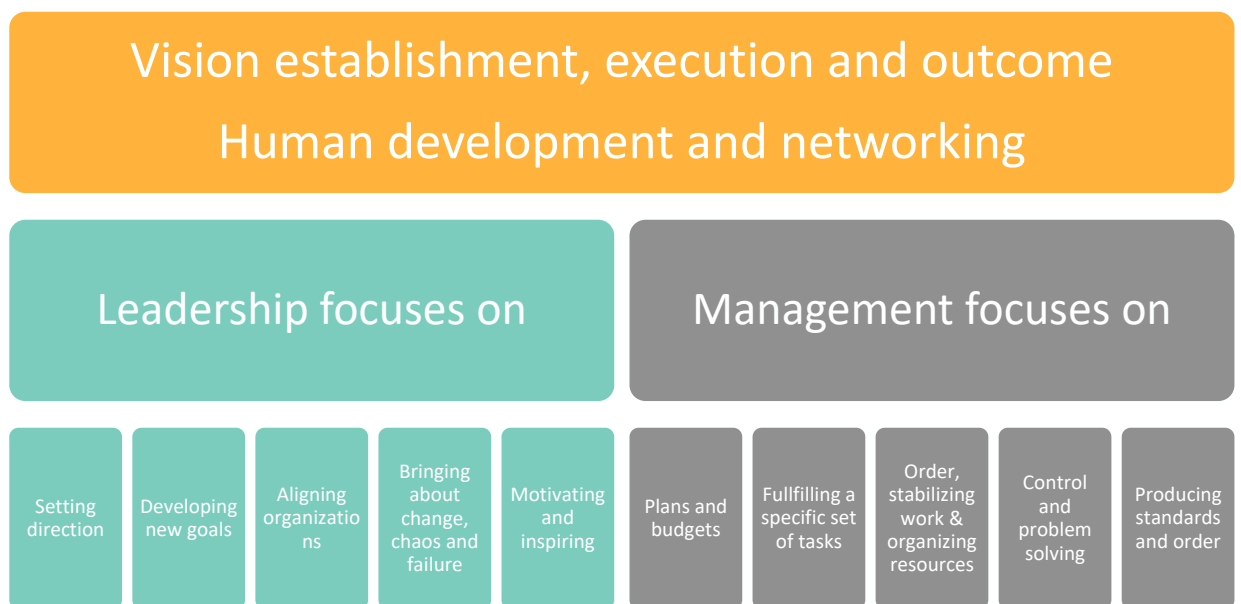 Vision establishment, execution and outcome
Human development and networking
Leadership focuses on
Management focuses on
Setting
direction
Developing
new goals
Aligning
organizatio
ns
Bringing
about
change,
chaos and
failure
Motivating
and
inspiring
Plans and
budgets
Fullfilling a
specific set
of tasks
Order,
stabilizing
work &
organizing
resources
Control
and
problem
solving
Producing
standards
and order